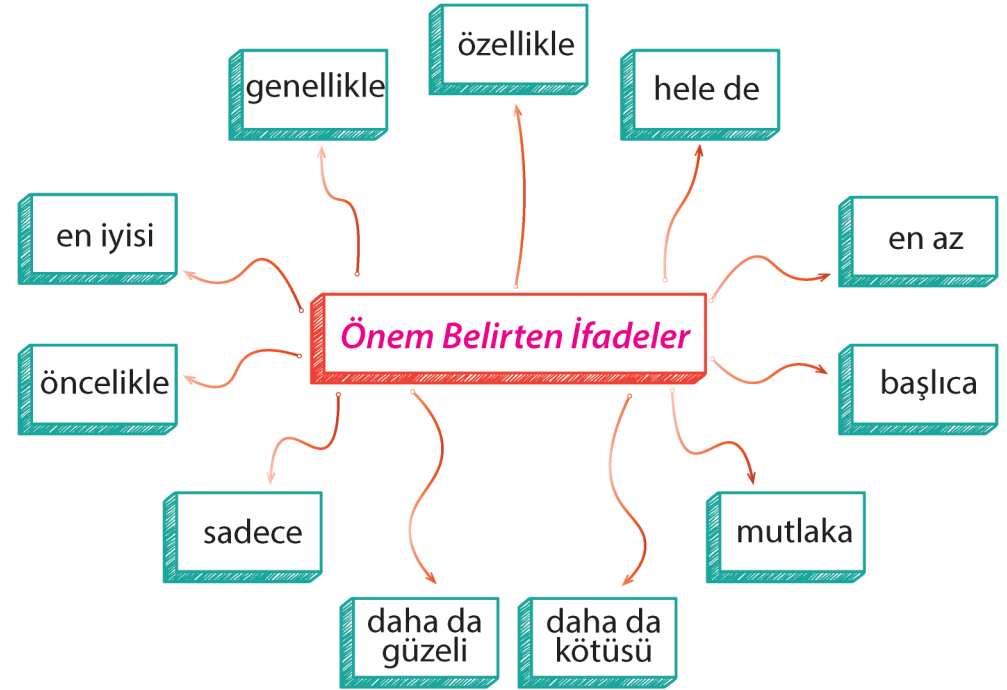 özellikle
genellikle
hele de
en iyisi
en az
Önem Belirten İfadeler
öncelikle
başlıca
sadece
mutlaka
daha da
güzeli
daha da
kötüsü